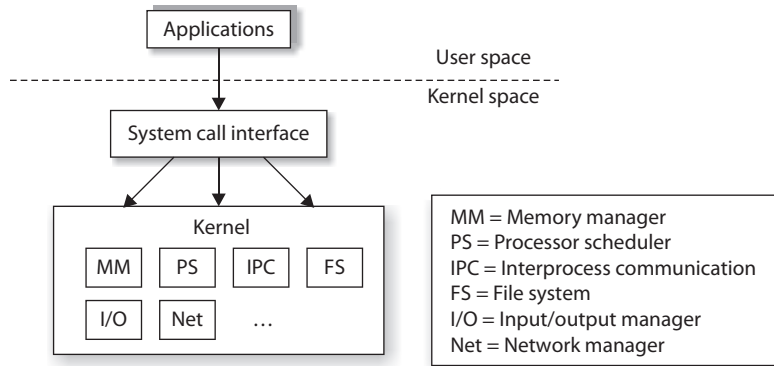 Applications
User space
Kernel space
System call interface
Kernel
MM PS IPC FS
I/O Net ...
MM = Memory manager
PS = Processor scheduler
IPC = Interprocess communication
FS = File system
I/O = Input/output manager
Net = Network manager